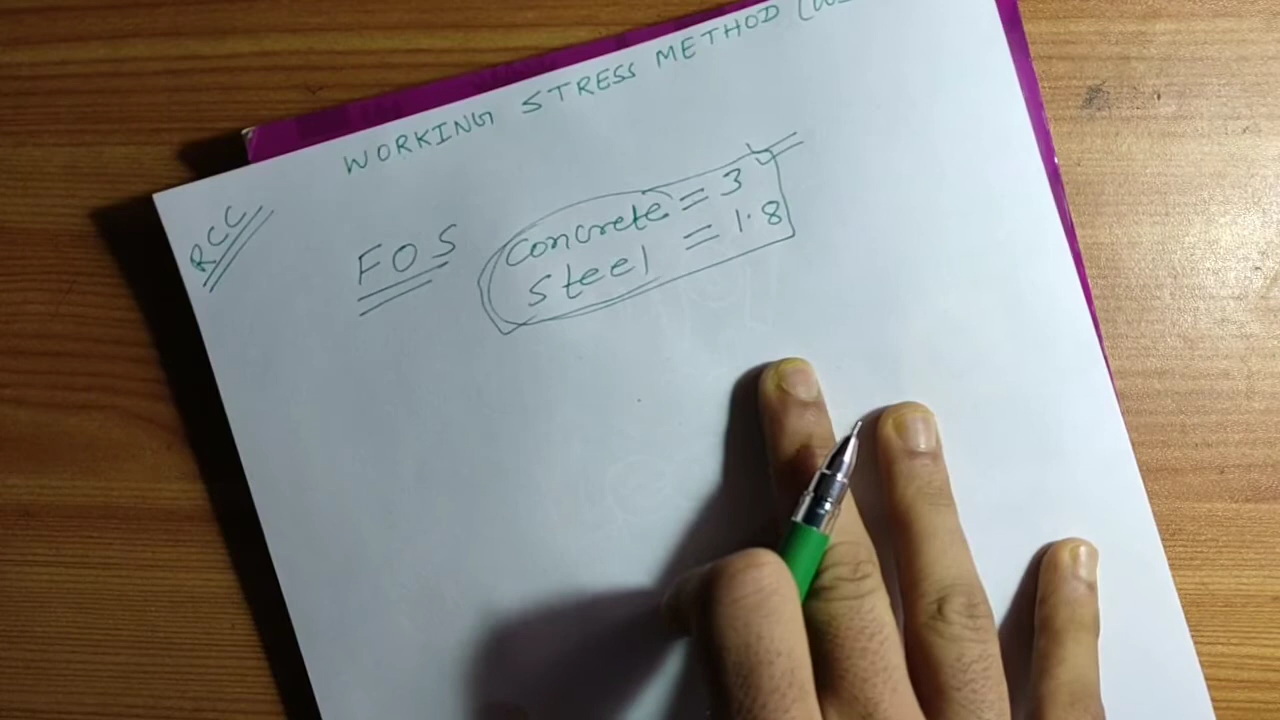 WORKING STRESS METHOD (
RCC
FOS
Concrete = 3
Steel = 1.8